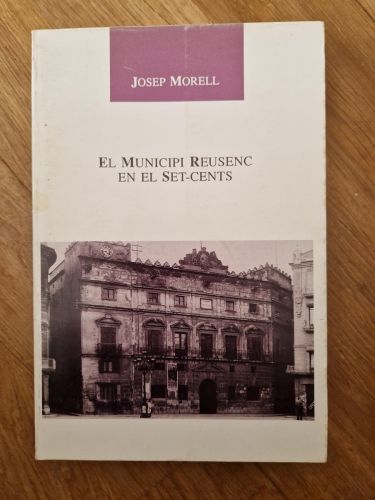 JOSEP MORELL
EL MUNICIPI REUSENC
EN EL SET-CENTS